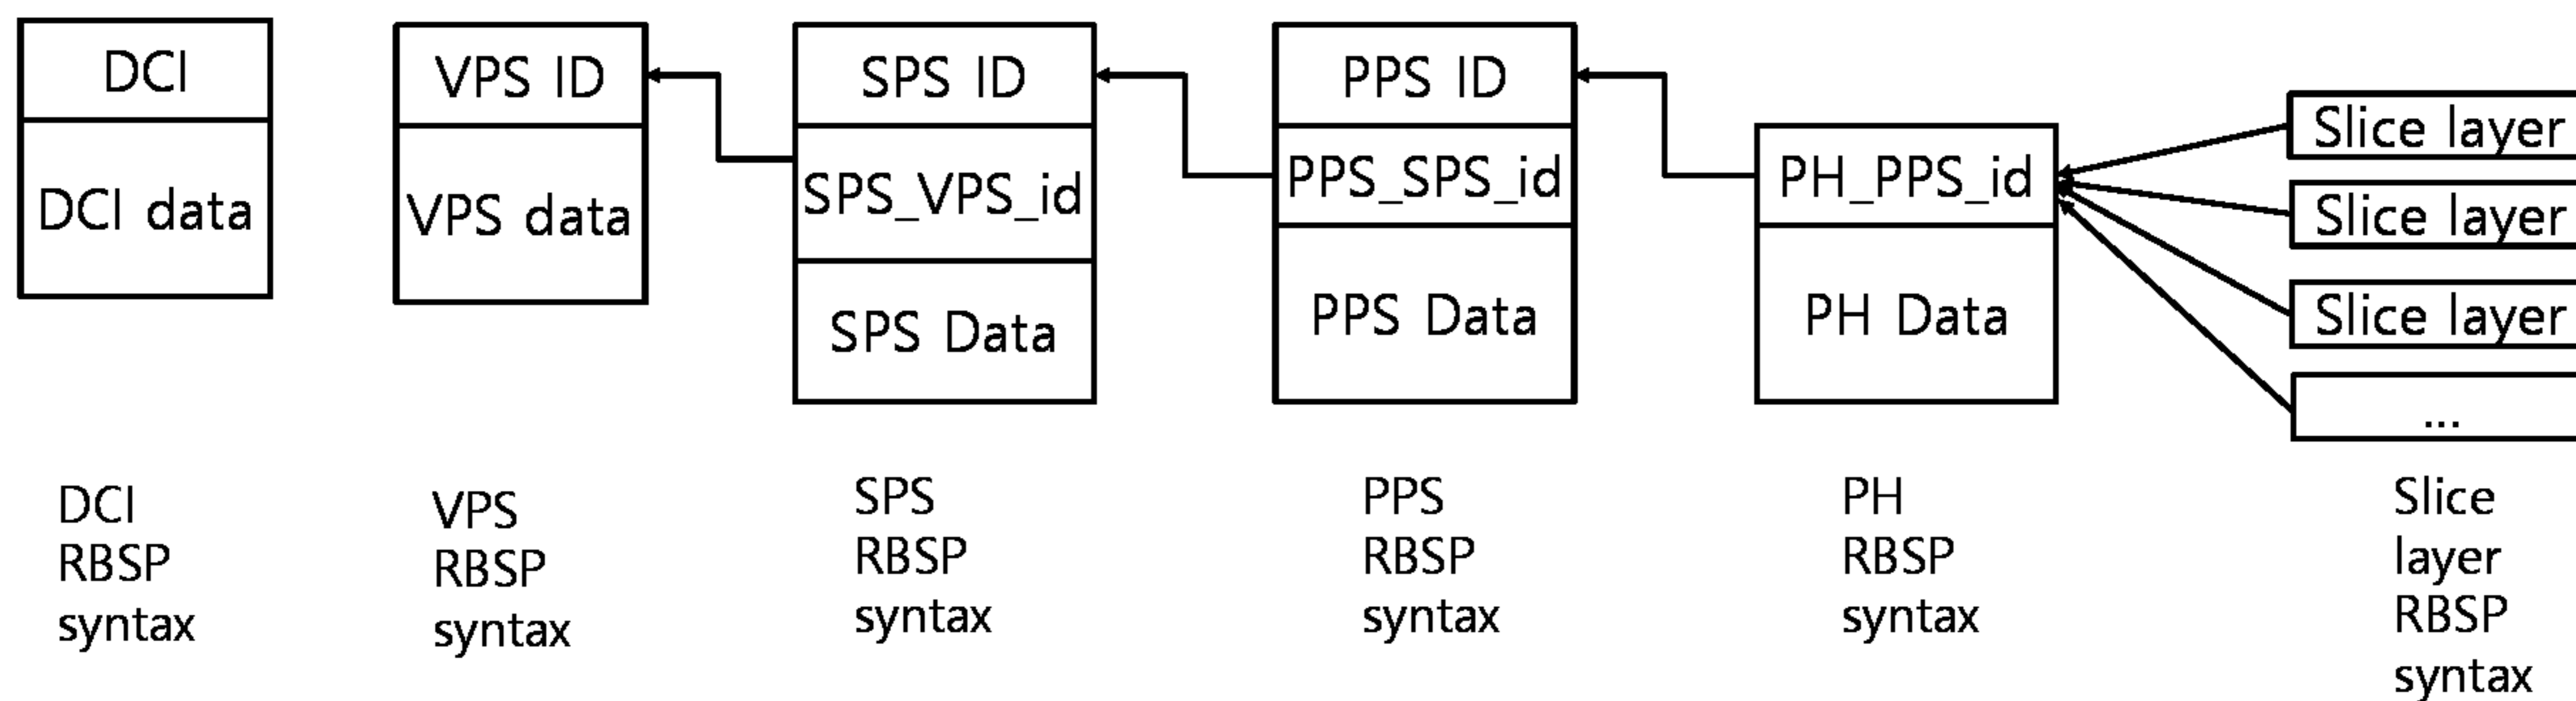 DCI
DCI data
VPS ID
VPS data
SPS ID
SPS_VPS_id
SPS Data
PPS ID
PPS_SPS_id
PPS Data
PH_PPS_id
PH Data
Slice layer
Slice layer
Slice layer
...
DCI
RBSP
syntax
VPS
RBSP
syntax
SPS
RBSP
syntax
PPS
RBSP
syntax
PH
RBSP
syntax
Slice
layer
RBSP
syntax